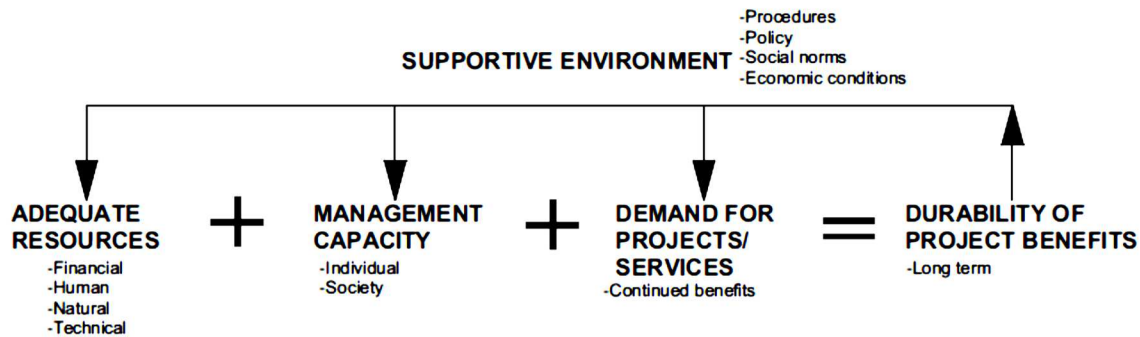 SUPPORTIVE ENVIRONMENT
-Procedures
-Policy
-Social norms
-Economic conditions
ADEQUATE
RESOURCES
-Financial
-Human
-Natural
-Technical
+
MANAGEMENT
CAPACITY
-Individual
-Society
+
DEMAND FOR
PROJECTS/
SERVICES
-Continued benefits
=
DURABILITY OF
PROJECT BENEFITS
-Long term